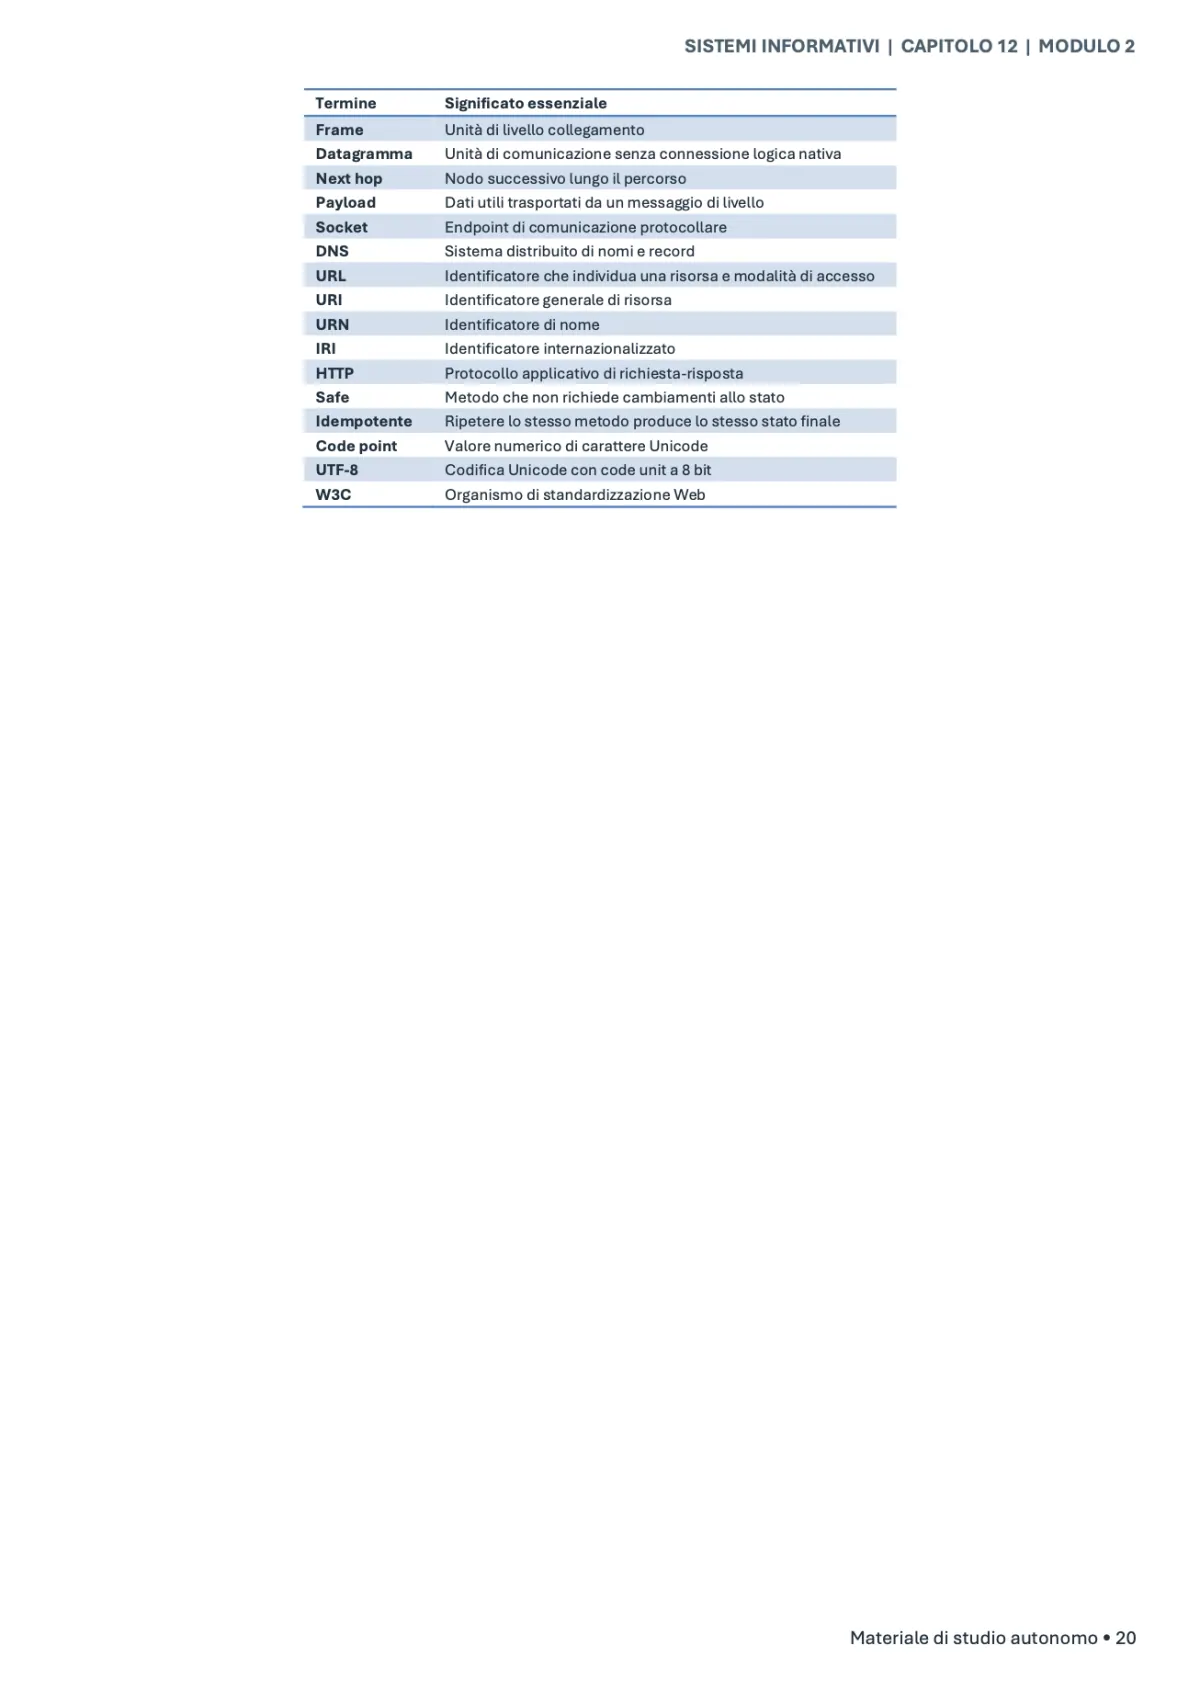 SISTEMI INFORMATIVI | CAPITOLO 12 | MODULO 2
Termine Significato essenziale
Frame Unità di livello collegamento
Datagramma Unità di comunicazione senza connessione logica nativa
Next hop Nodo successivo lungo il percorso
Payload Dati utili trasportati da un messaggio di livello
Socket Endpoint di comunicazione protocollare
DNS Sistema distribuito di nomi e record
URL Identificatore che individua una risorsa e modalità di accesso
URI Identificatore generale di risorsa
URN Identificatore di nome
IRI Identificatore internazionalizzato
HTTP Protocollo applicativo di richiesta-risposta
Safe Metodo che non richiede cambiamenti allo stato
Idempotente Ripetere lo stesso metodo produce lo stesso stato finale
Code point Valore numerico di carattere Unicode
UTF-8 Codifica Unicode con code unit a 8 bit
W3C Organismo di standardizzazione Web
Materiale di studio autonomo • 20